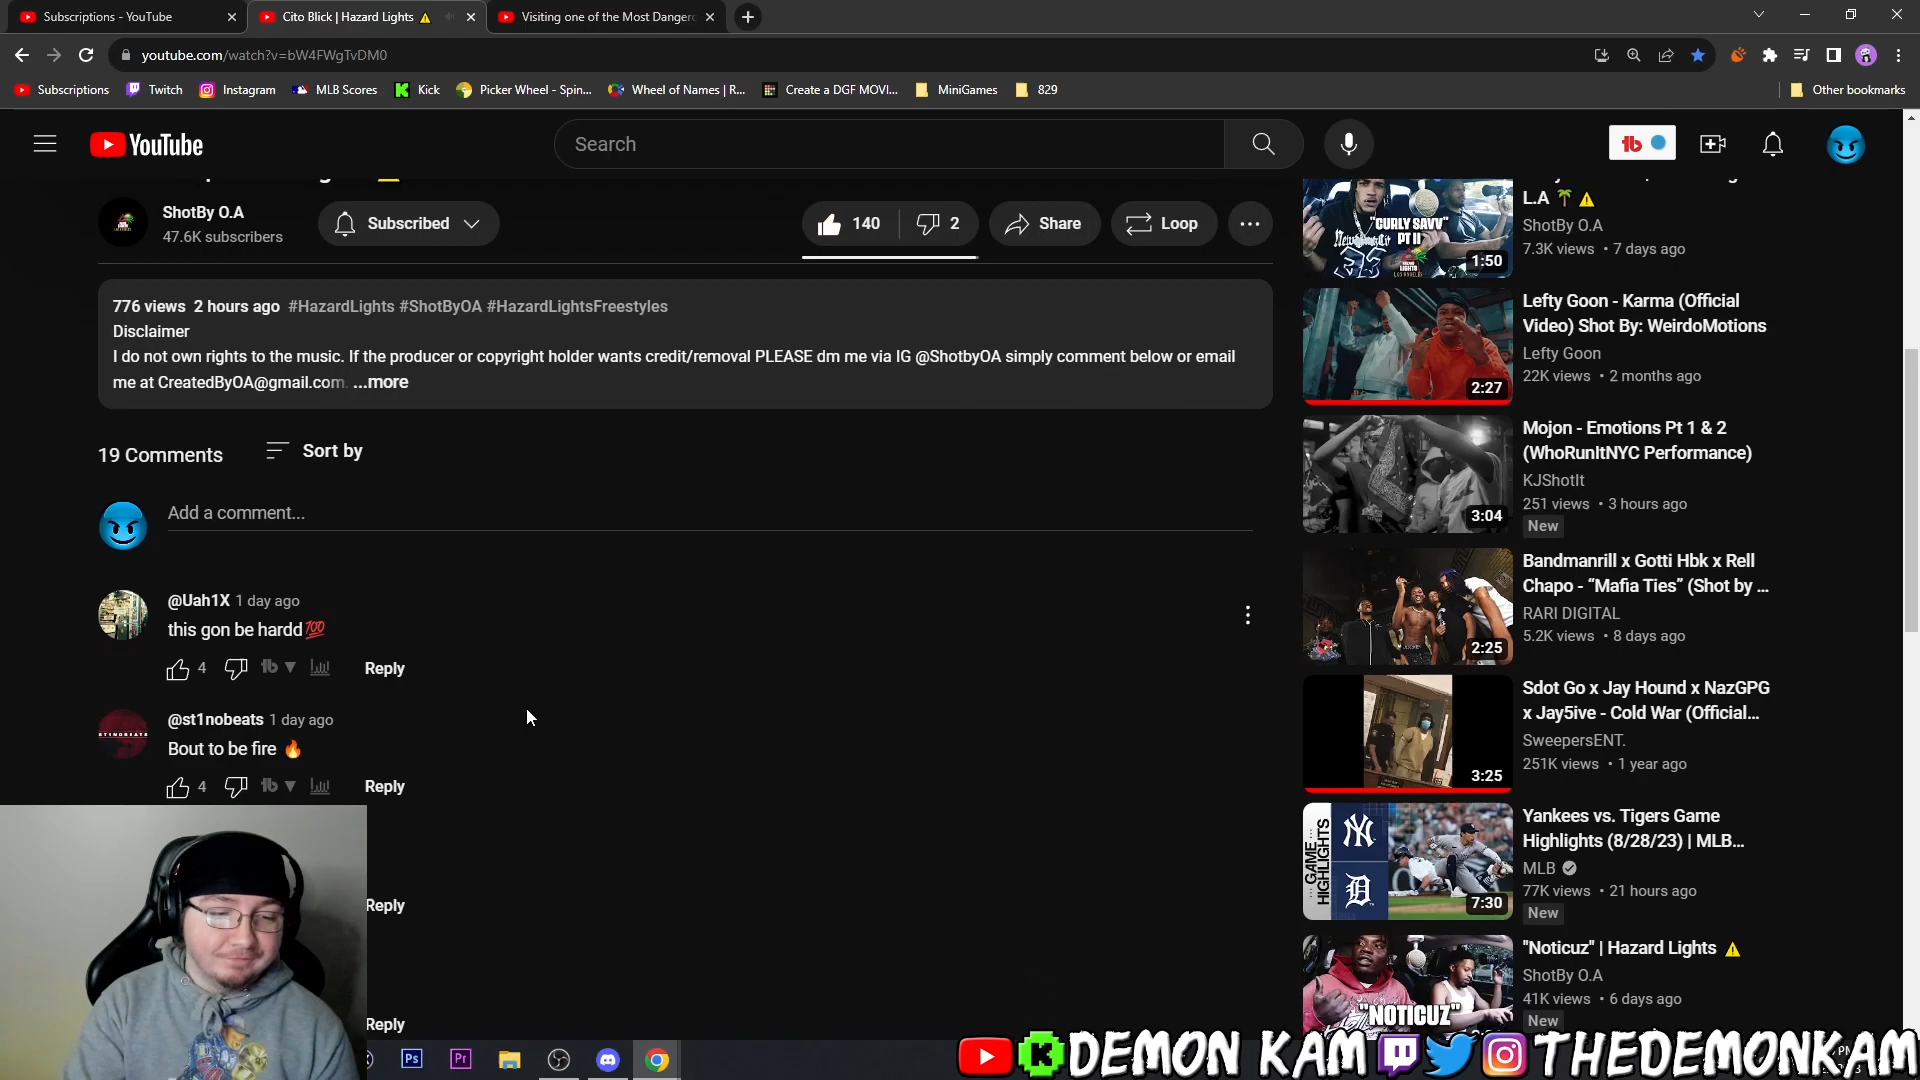 Subscriptions - YouTube
Cito Blick | Hazard Lights ⚠
Visiting one of the Most Danger
youtube.com/watch?v=bW4FWgTvDM0
Subscriptions
Twitch
Instagram
MLB Scores
Kick
Picker Wheel - Spin...
Wheel of Names | R...
Create a DGF MOVI...
MiniGames
829
Other bookmarks
YouTube
Search
ShotBy O.A
47.6K subscribers
Subscribed
140
2
Share
Loop
776 views 2 hours ago #HazardLights #ShotByOA #HazardLightsFreestyles
Disclaimer
I do not own rights to the music. If the producer or copyright holder wants credit/removal PLEASE dm me via IG @ShotbyOA simply comment below or email
me at CreatedByOA@gmail.com. ...more
19 Comments
Sort by
Add a comment...
@Uah1X 1 day ago
this gon be hardd💯
4
Reply
@st1nobeats 1 day ago
Bout to be fire 🔥
4
Reply
Reply
Reply
STINOBEATS
"CURLY SAVV"
PT II
1:50
L.A 🌴 ⚠
ShotBy O.A
7.3K views • 7 days ago
2:27
Lefty Goon - Karma (Official
Video) Shot By: WeirdoMotions
Lefty Goon
22K views • 2 months ago
3:04
Mojon - Emotions Pt 1 & 2
(WhoRunItNYC Performance)
KJShotIt
251 views • 3 hours ago
New
2:25
Bandmanrill x Gotti Hbk x Rell
Chapo - “Mafia Ties” (Shot by ...
RARI DIGITAL
5.2K views • 8 days ago
3:25
Sdot Go x Jay Hound x NazGPG
x Jay5ive - Cold War (Official...
SweepersENT.
251K views • 1 year ago
GAME
HIGHLIGHTS
7:30
Yankees vs. Tigers Game
Highlights (8/28/23) | MLB...
MLB
77K views • 21 hours ago
New
"NOTICUZ"
"Noticuz" | Hazard Lights ⚠
ShotBy O.A
41K views • 6 days ago
New
Ps
Pr
DEMON KAM
THEDEMONKAM